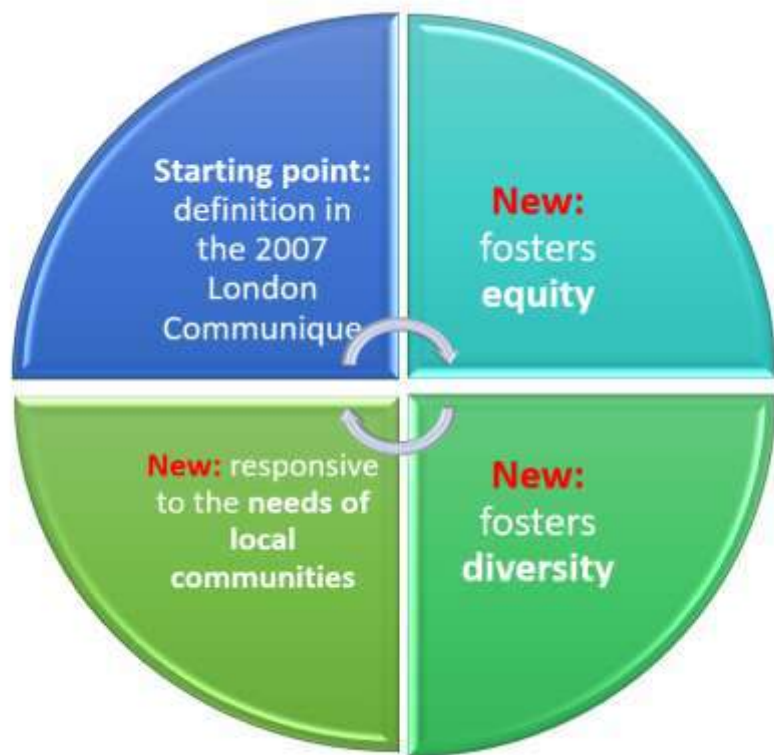 Starting point:
definition in
the 2007
London
Communique
New:
fosters
equity
New: responsive
to the needs of
local
communities
New:
fosters
diversity